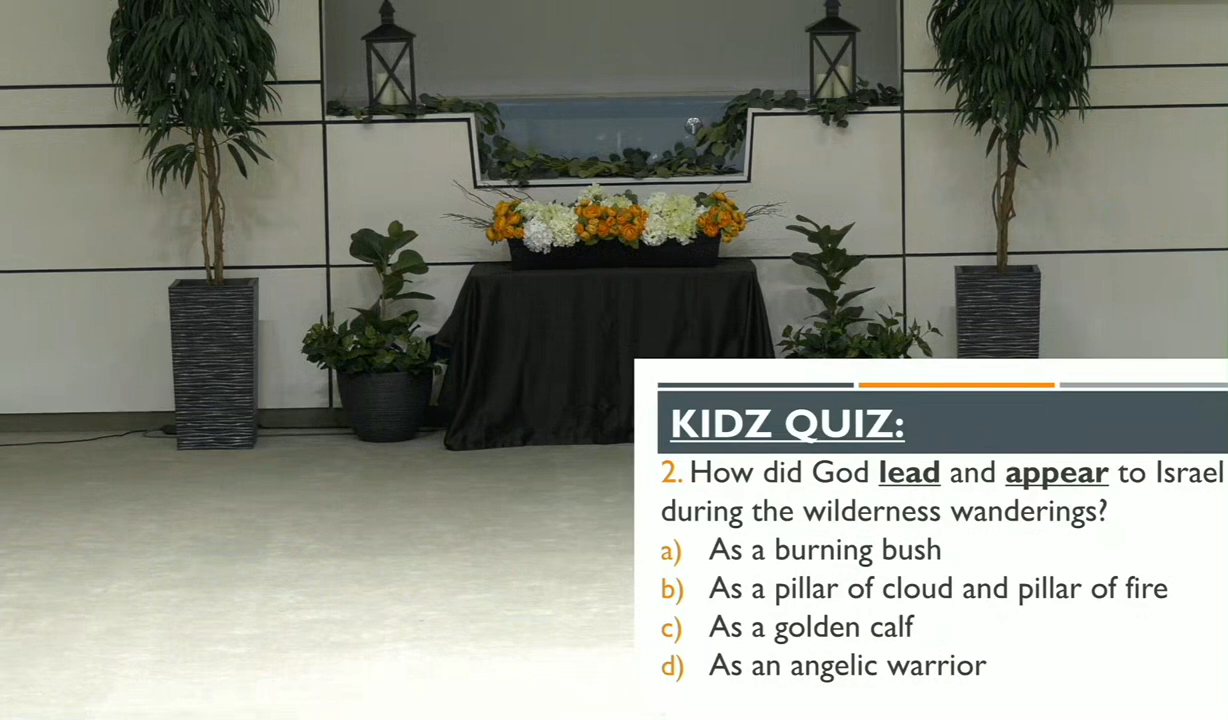 KIDZ QUIZ:
2. How did God lead and appear to Israel
during the wilderness wanderings?
a) As a burning bush
b) As a pillar of cloud and pillar of fire
c) As a golden calf
d) As an angelic warrior